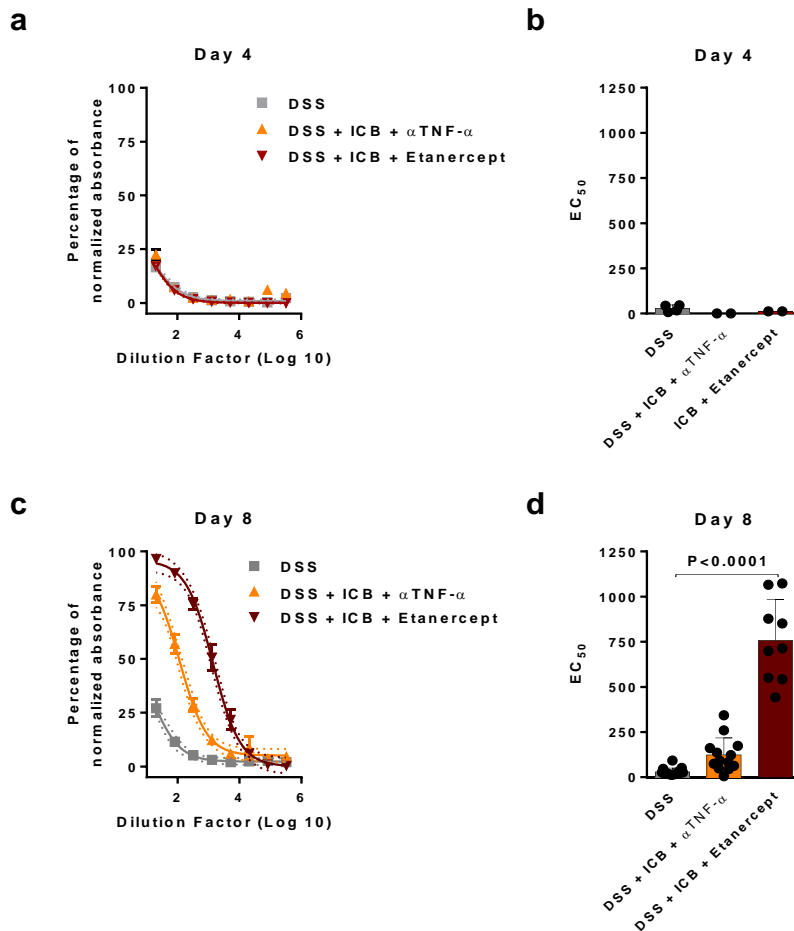 a
Day 4
100
75
50
25
0
2
4
6
Percentage of
normalized absorbance
Dilution Factor (Log 10)
DSS
DSS + ICB + αTNF-α
DSS + ICB + Etanercept
b
Day 4
1250
1000
750
500
250
0
EC50
DSS
DSS + ICB + αTNF-α
ICB + Etanercept
c
Day 8
100
75
50
25
0
2
4
6
Percentage of
normalized absorbance
Dilution Factor (Log 10)
DSS
DSS + ICB + αTNF-α
DSS + ICB + Etanercept
d
Day 8
P<0.0001
1250
1000
750
500
250
0
EC50
DSS
DSS + ICB + αTNF-α
DSS + ICB + Etanercept